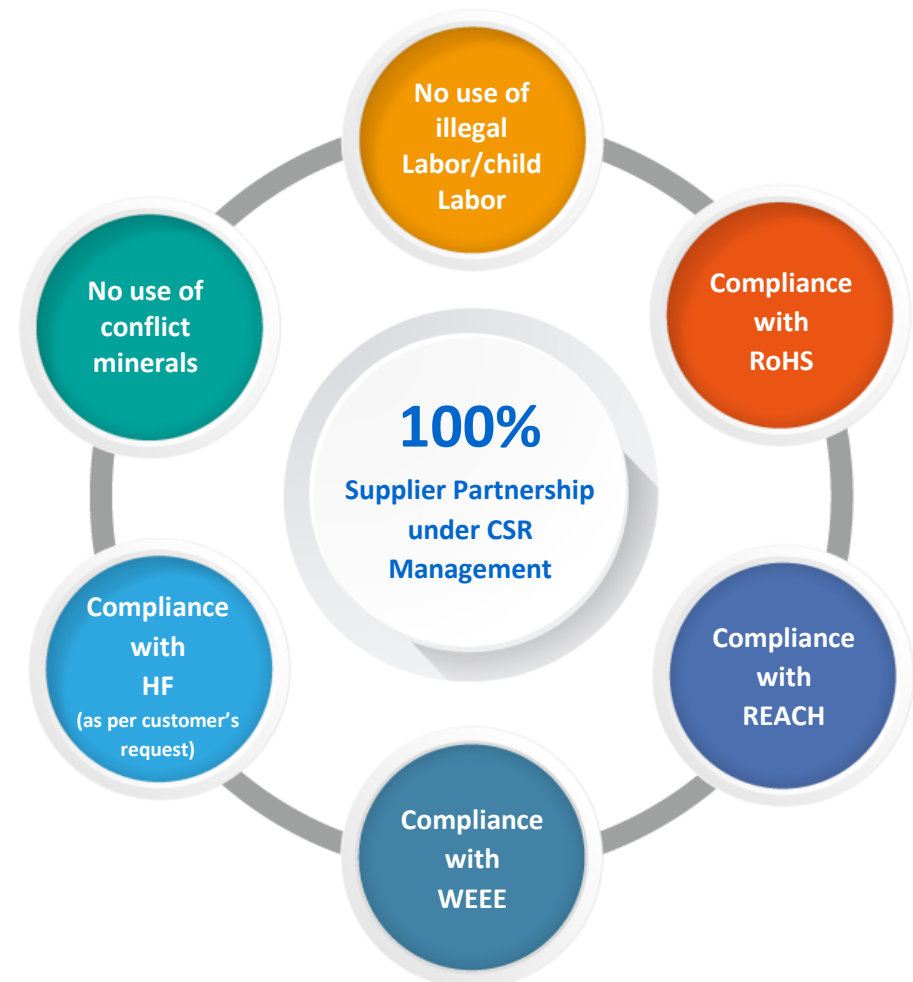 No use of
illegal
Labor/child
Labor
Compliance
with
RoHS
Compliance
with
REACH
Compliance
with
WEEE
Compliance
with
HF
(as per customer’s
request)
No use of
conflict
minerals
100%
Supplier Partnership
under CSR
Management